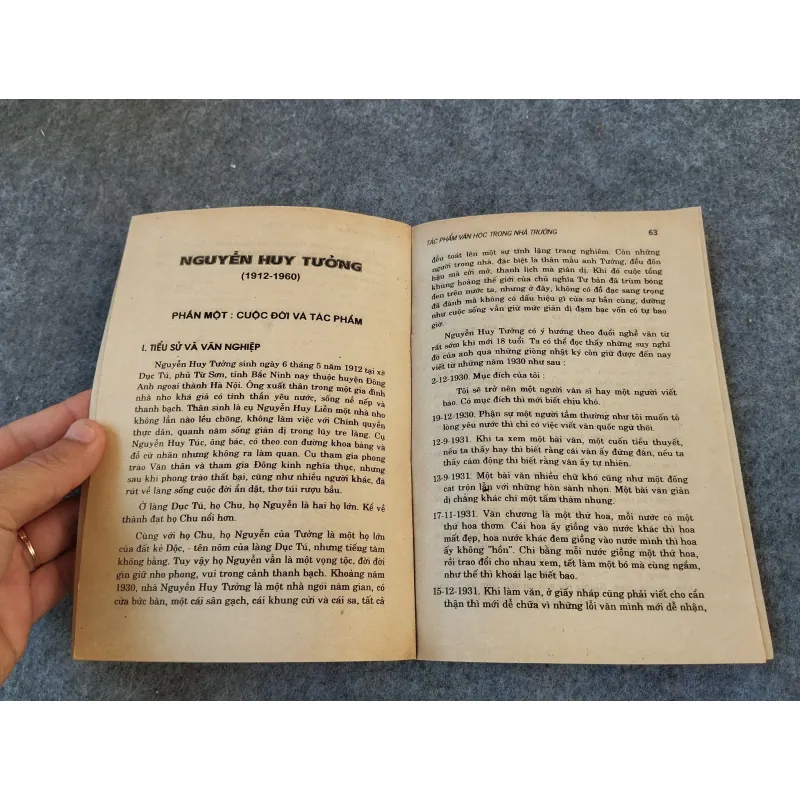 NGUYỄN HUY TƯỞNG
(1912-1960)
PHẦN MỘT : CUỘC ĐỜI VÀ TÁC PHẨM
I. TIỂU SỬ VÀ VĂN NGHIỆP
Nguyễn Huy Tưởng sinh ngày 6 tháng 5 năm 1912 tại xã
Dục Tú, phủ Từ Sơn, tỉnh Bắc Ninh nay thuộc huyện Đông
Anh ngoại thành Hà Nội. Ông xuất thân trong một gia đình
nhà nho khá giả có tinh thần yêu nước, sống nề nếp và
thanh bạch. Thân sinh là cụ Nguyễn Huy Liễn một nhà nho
không lần nào lều chõng, không làm việc với Chính quyền
thực dân, quanh năm sống giản dị trong lũy tre làng. Cụ
Nguyễn Huy Túc, ông bác, có theo con đường khoa bảng và
đỗ cử nhân nhưng không ra làm quan. Cụ tham gia phong
trào Văn thân và tham gia Đông kinh nghĩa thục, nhưng
sau khi phong trào thất bại, cũng như nhiều người khác, đã
rút về làng sống cuộc đời ẩn dật, thơ túi rượu bầu.
Ở làng Dục Tú, họ Chu, họ Nguyễn là hai họ lớn. Kể về
thành đạt họ Chu nổi hơn.
Cùng với họ Chu, họ Nguyễn của Tưởng là một họ lớn
của đất kẻ Dộc, - tên nôm của làng Dục Tú, nhưng tiếng tăm
không bằng. Tuy vậy họ Nguyễn vẫn là một vọng tộc, đời đời
gìn giữ nho phong, vui trong cảnh thanh bạch. Khoảng năm
1930, nhà Nguyễn Huy Tưởng là một nhà ngói năm gian, có
cửa bức bàn, một cái sân gạch, cái khung cửi và cái sa, tất cả
TÁC PHẨM VĂN HỌC TRONG NHÀ TRƯỜNG 63
đều toát lên một sự tĩnh lặng trang nghiêm. Còn những
người trong nhà, đặc biệt là thân mẫu anh Tưởng, đều đôn
hậu mà cởi mở, thanh lịch mà giản dị. Khi đó cuộc tổng
khủng hoảng thế giới của chủ nghĩa Tư bản đã trùm bóng
đen trên nước ta, nhưng ở đây, không có đồ đạc sang trọng
đã đành mà không có dấu hiệu gì của sự bần cùng, dường
như cuộc sống vẫn giữ mức giản dị đạm bạc vốn có tự bao
giờ.
Nguyễn Huy Tưởng có ý hướng theo đuổi nghề văn từ
rất sớm khi mới 18 tuổi. Ta có thể đọc thấy những suy nghĩ
đó của anh qua những giòng nhật ký còn giữ được đến nay
viết từ những năm 1930 như sau :
2-12-1930. Mục đích của tôi :
Tôi sẽ trở nên một người văn sĩ hay một người viết
báo. Có mục đích thì mới biết chịu khó.
19-12-1930. Phận sự một người tầm thường như tôi muốn tỏ
lòng yêu nước thì chỉ có việc viết văn quốc ngữ thôi.
12-9-1931. Khi ta xem một bài văn, một cuốn tiểu thuyết,
nếu ta thấy hay thì biết rằng cái văn ấy đứng đắn, nếu ta
thấy cảm động thì biết rằng văn ấy tự nhiên.
13-9-1931. Một bài văn nhiều chữ khó cũng như một đống
cát trộn lẫn với những hòn sành nhọn. Một bài văn giản
dị chẳng khác chi một tấm thảm nhung.
17-11-1931. Văn chương là một thứ hoa, mỗi nước có một
thứ hoa thơm. Cái hoa ấy giống vào nước khác thì hoa
mất đẹp, hoa nước khác đem giống vào nước mình thì hoa
ấy không "hồn". Chi bằng mỗi nước giống một thứ hoa,
rồi trao đổi cho nhau xem, tết làm một bó mà cùng ngắm,
như thế thì khoái lạc biết bao.
15-12-1931. Khi làm văn, ở giấy nháp cũng phải viết cho cẩn
thận thì mới dễ chữa vì những lỗi văn mình mới dễ nhận,